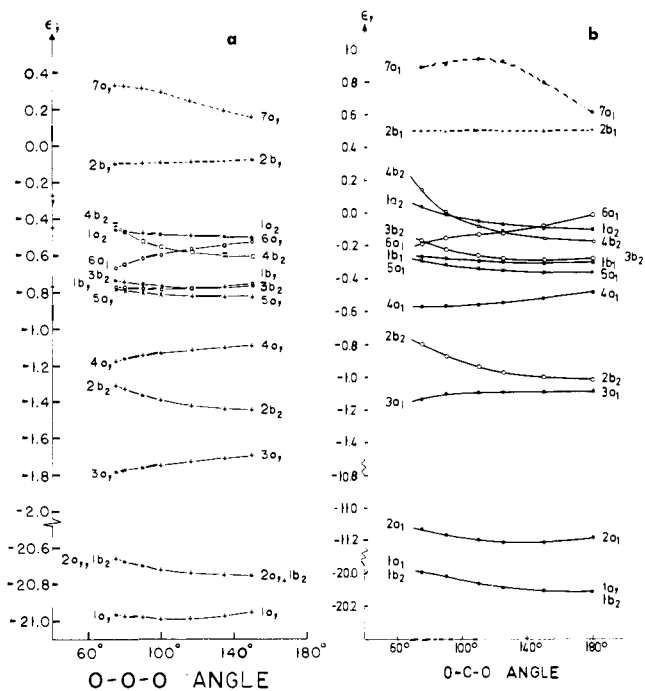 a
εᵢ
0.4
0.2
0.0
-0.2
-0.4
-0.6
-0.8
-1.0
-1.2
-1.4
-1.6
-1.8
-2.0
-20.6
-20.8
-21.0
7a₁
2b₁
4b₂
1a₂
6a₁
3b₂
1b₁
5a₁
4a₁
2b₂
3a₁
2a₁, 1b₂
1a₁
7a₁
2b₁
1a₂
6a₁
4b₂
1b₁
3b₂
5a₁
4a₁
2b₂
3a₁
2a₁, 1b₂
1a₁
60° 100° 140° 180°
O-O-O ANGLE
b
εᵢ
1.0
0.8
0.6
0.4
0.2
0.0
-0.2
-0.4
-0.6
-0.8
-1.0
-1.2
-1.4
-10.8
-11.0
-11.2
-20.0
-20.2
7a₁
2b₁
4b₂
1a₂
3b₂
6a₁
1b₁
5a₁
4a₁
2b₂
3a₁
2a₁
1a₁
1b₂
7a₁
2b₁
6a₁
1a₂
4b₂
1b₁ 3b₂
5a₁
4a₁
2b₂
3a₁
2a₁
1a₁
1b₂
60° 100° 140° 180°
O-C-O ANGLE